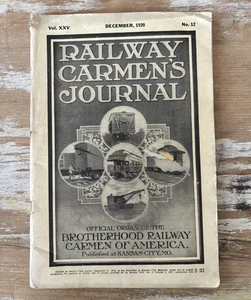 Vol. XXV DECEMBER, 1920 No. 12
RAILWAY
CARMEN'S
JOURNAL
OFFICIAL ORGAN OF THE
BROTHERHOOD RAILWAY
CARMEN OF AMERICA.
Published at KANSAS CITY, MO.